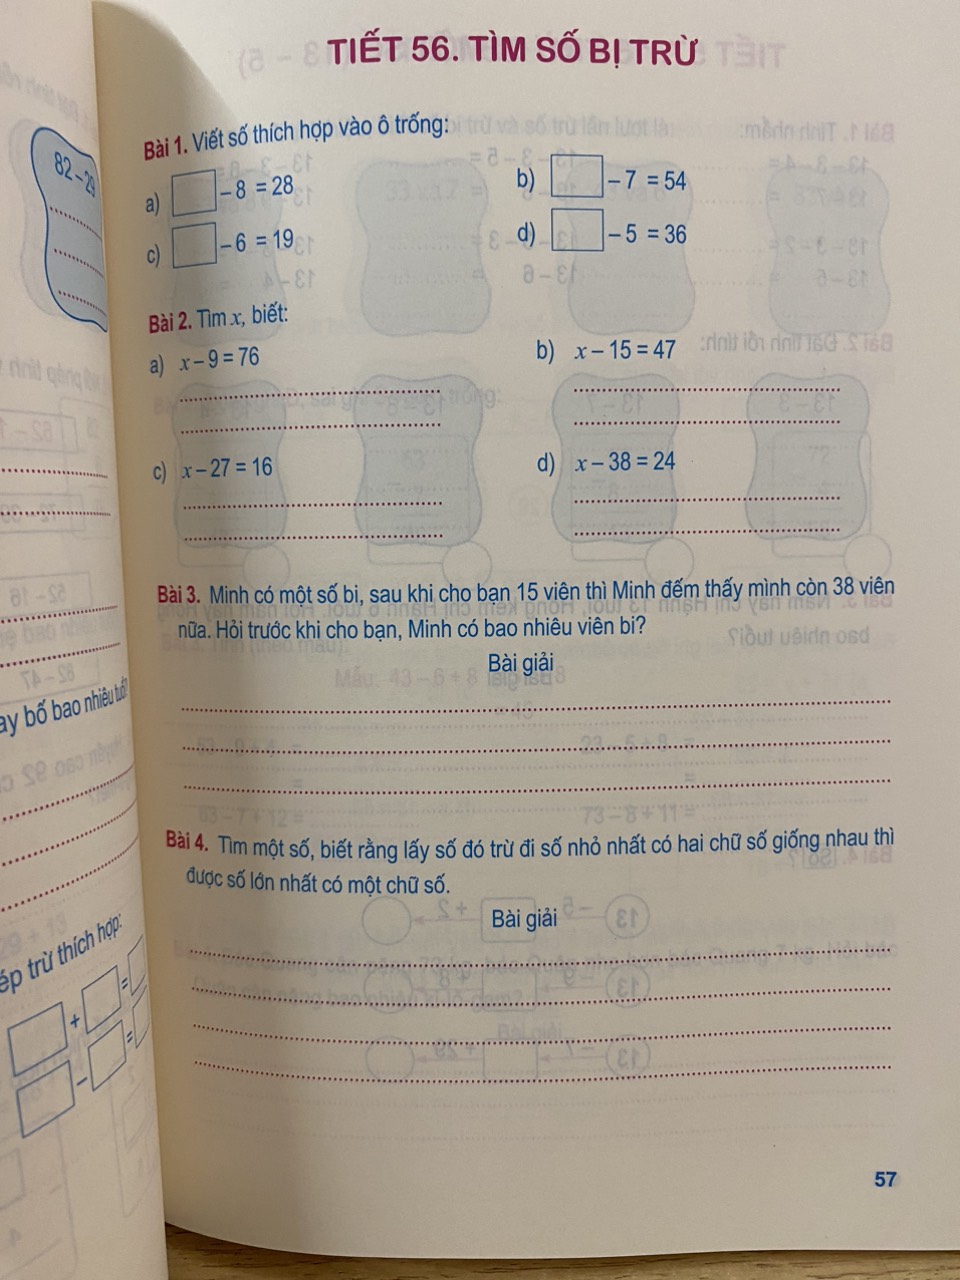 TIẾT 56. TÌM SỐ BỊ TRỪ
Bài 1. Viết số thích hợp vào ô trống:
a) – 8 = 28
b) – 7 = 54
c) – 6 = 19
d) – 5 = 36
Bài 2. Tìm x, biết:
a) x – 9 = 76
b) x – 15 = 47
c) x – 27 = 16
d) x – 38 = 24
Bài 3. Minh có một số bi, sau khi cho bạn 15 viên thì Minh đếm thấy mình còn 38 viên
nữa. Hỏi trước khi cho bạn, Minh có bao nhiêu viên bi?
Bài giải
Bài 4. Tìm một số, biết rằng lấy số đó trừ đi số nhỏ nhất có hai chữ số giống nhau thì
được số lớn nhất có một chữ số.
Bài giải
57
82 – 29
ay bố bao nhiêu tuổi?
ép trừ thích hợp:
+ =
– =